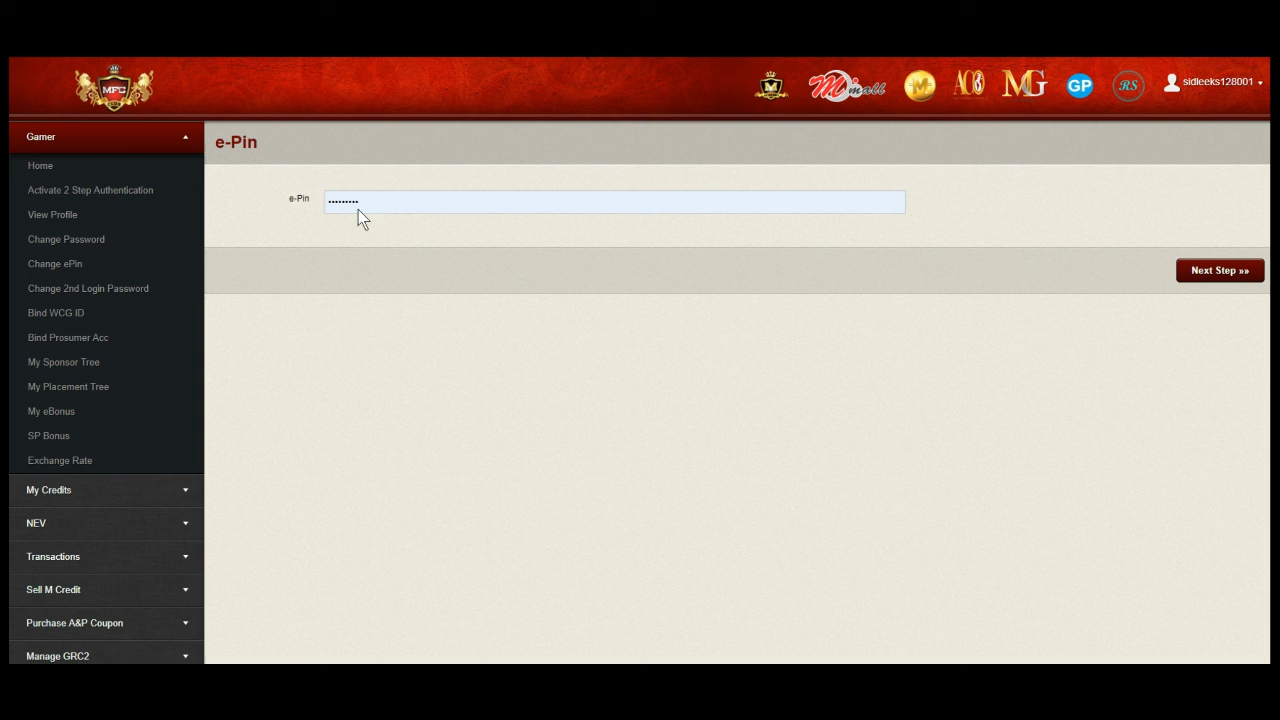 MFC
M mall
M
AC8
MG
GP
RS
sidleeks128001
Gamer
Home
Activate 2 Step Authentication
View Profile
Change Password
Change ePin
Change 2nd Login Password
Bind WCG ID
Bind Prosumer Acc
My Sponsor Tree
My Placement Tree
My eBonus
SP Bonus
Exchange Rate
My Credits
NEV
Transactions
Sell M Credit
Purchase A&P Coupon
Manage GRC2
e-Pin
e-Pin
Next Step »»